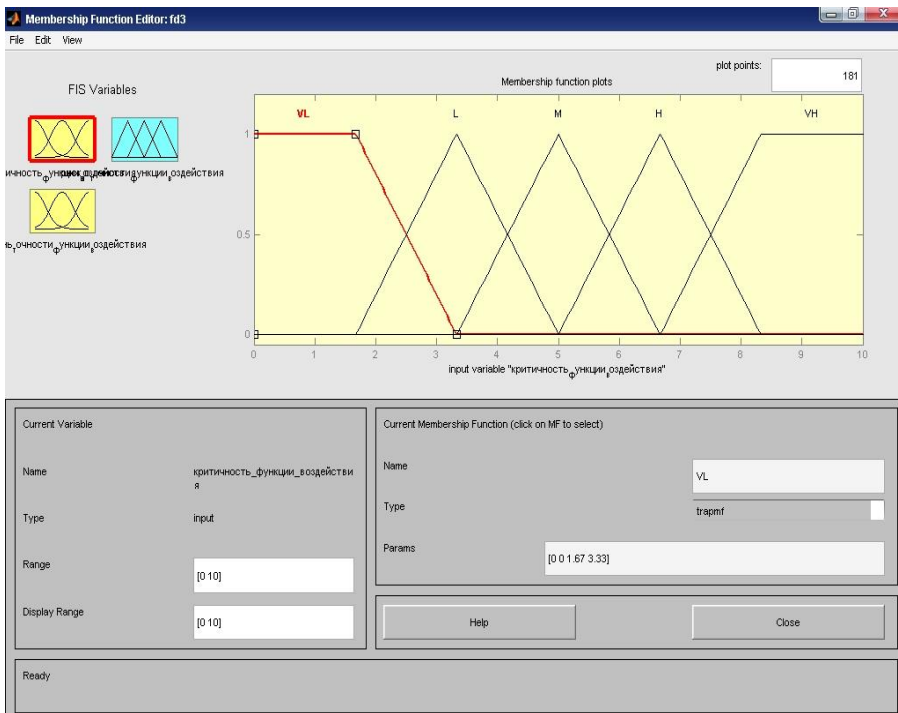 Membership Function Editor: fd3
File Edit View
FIS Variables
ь_точности_функции_воздействия
plot points:
181
Membership function plots
VL L M H VH
1
0.5
0
0 1 2 3 4 5 6 7 8 9 10
input variable "критичность_функции_воздействия"
Current Variable
Name
критичность_функции_воздействи
я
Type
input
Range
[0 10]
Display Range
[0 10]
Current Membership Function (click on MF to select)
Name
VL
Type
trapmf
Params
[0 0 1.67 3.33]
Help
Close
Ready